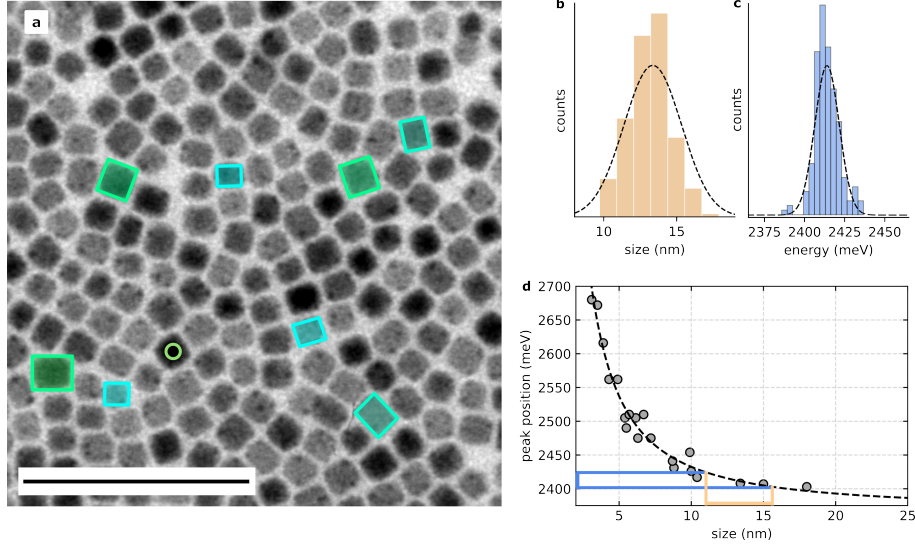 a
b
counts
10
15
size (nm)
c
counts
2375
2400
2425
2450
energy (meV)
d
peak position (meV)
2700
2650
2600
2550
2500
2450
2400
5
10
15
20
25
size (nm)